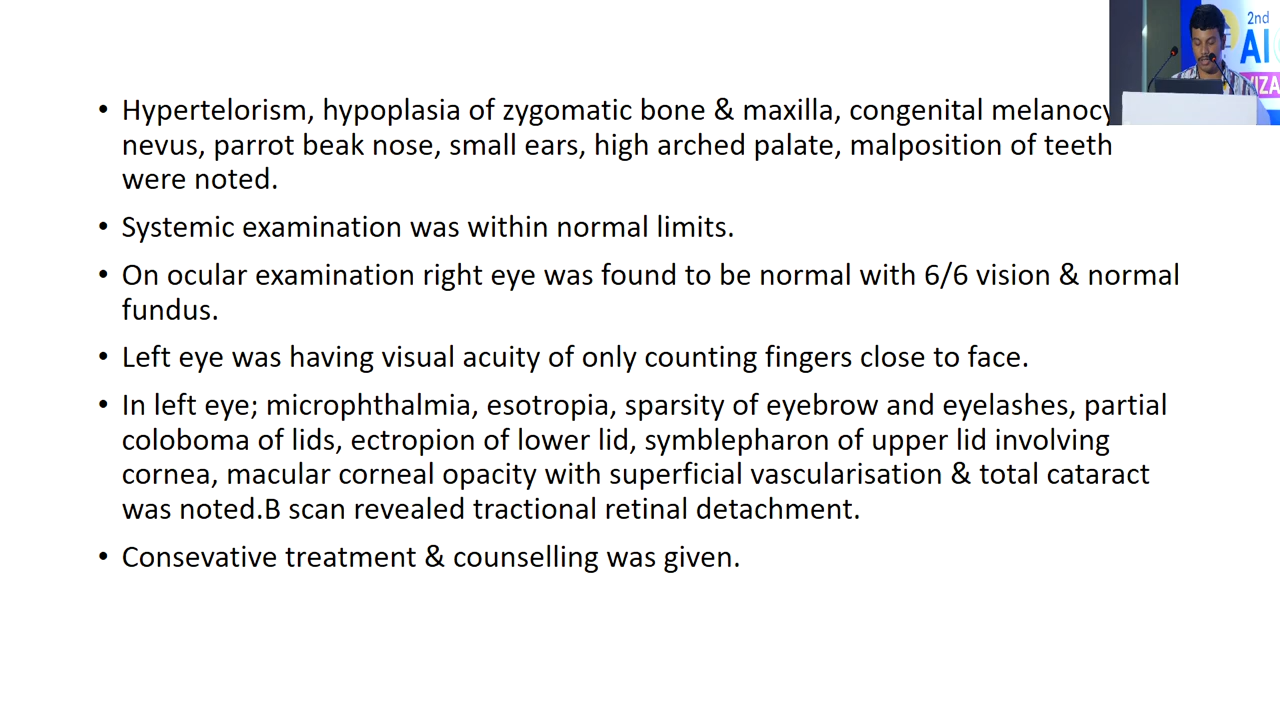 • Hypertelorism, hypoplasia of zygomatic bone & maxilla, congenital
nevus, parrot beak nose, small ears, high arched palate, malposition of teeth
were noted.
• Systemic examination was within normal limits.
• On ocular examination right eye was found to be normal with 6/6 vision & normal
fundus.
• Left eye was having visual acuity of only counting fingers close to face.
• In left eye; microphthalmia, esotropia, sparsity of eyebrow and eyelashes, partial
coloboma of lids, ectropion of lower lid, symblepharon of upper lid involving
cornea, macular corneal opacity with superficial vascularisation & total cataract
was noted.B scan revealed tractional retinal detachment.
• Consevative treatment & counselling was given.
2nd
AI